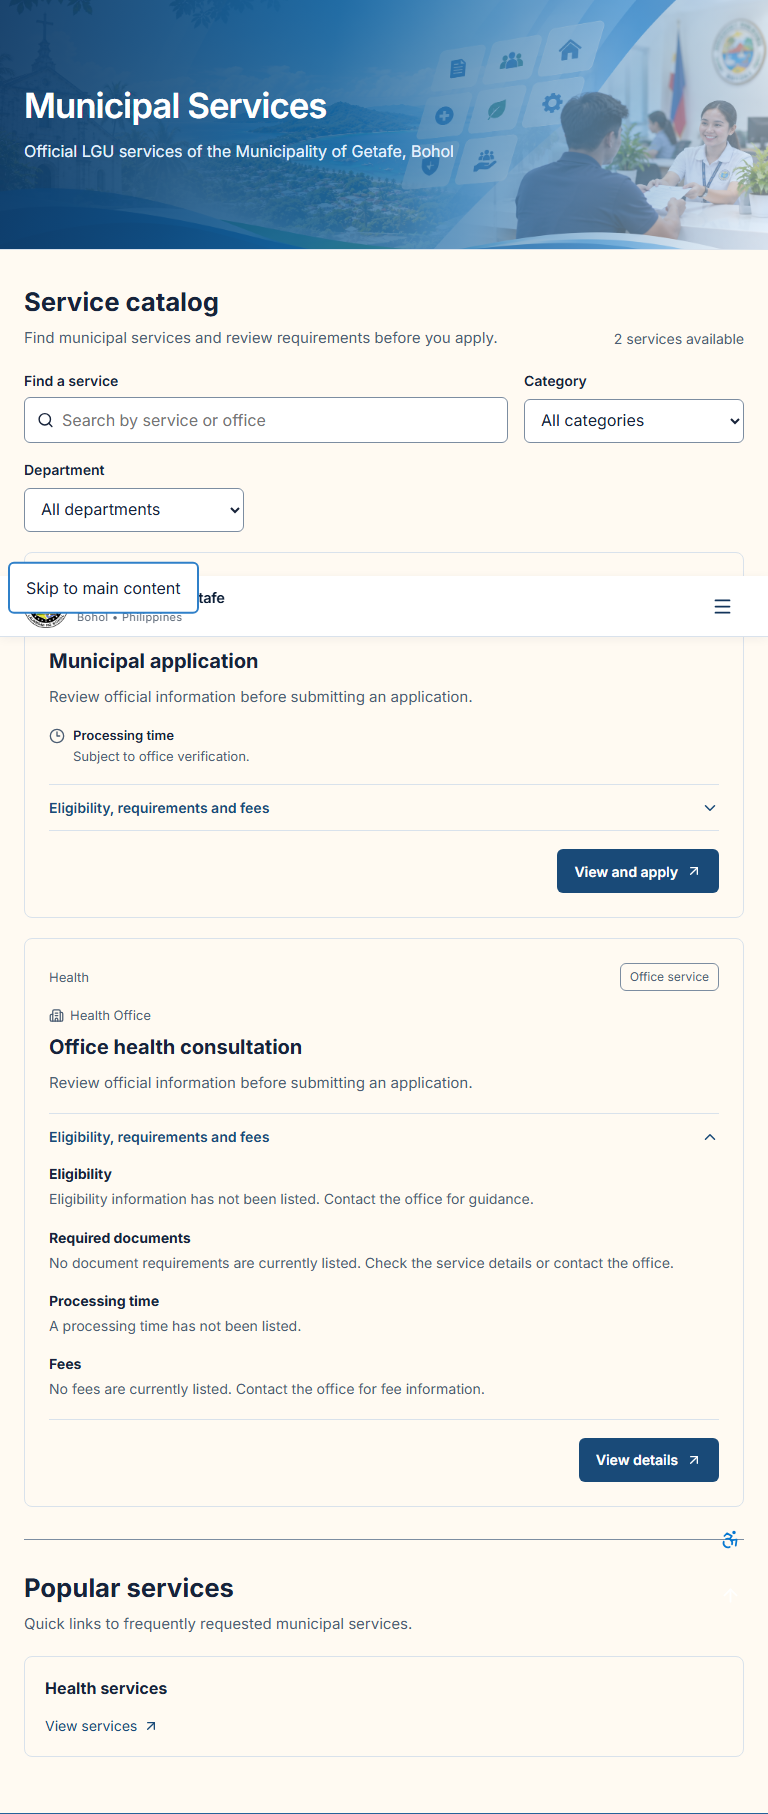 Municipal Services
Official LGU services of the Municipality of Getafe, Bohol
Service catalog
Find municipal services and review requirements before you apply.
2 services available
Find a service
Category
Search by service or office
All categories
Department
All departments
Skip to main content
tafe
Bohol • Philippines
Municipal application
Review official information before submitting an application.
Processing time
Subject to office verification.
Eligibility, requirements and fees
View and apply
Health
Office service
Health Office
Office health consultation
Review official information before submitting an application.
Eligibility, requirements and fees
Eligibility
Eligibility information has not been listed. Contact the office for guidance.
Required documents
No document requirements are currently listed. Check the service details or contact the office.
Processing time
A processing time has not been listed.
Fees
No fees are currently listed. Contact the office for fee information.
View details
Popular services
Quick links to frequently requested municipal services.
Health services
View services